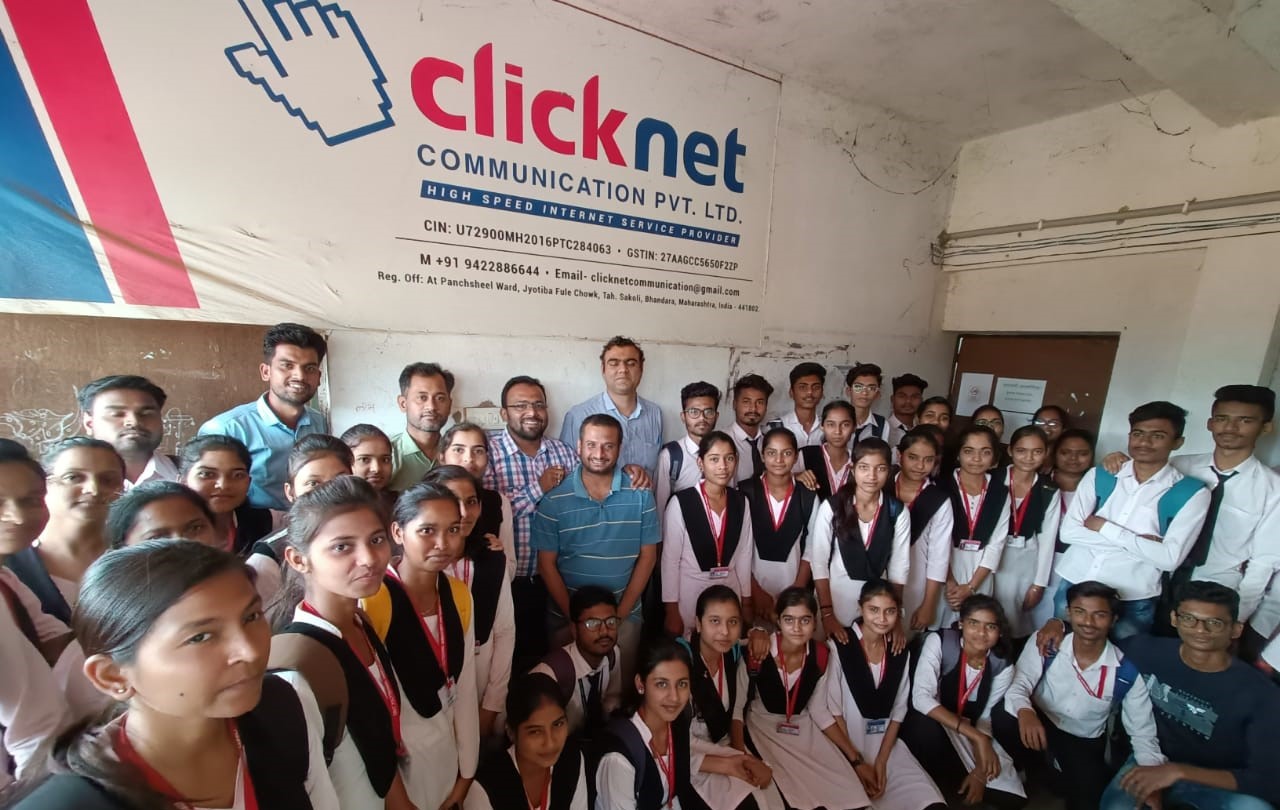 clicknet
COMMUNICATION PVT. LTD.
HIGH SPEED INTERNET SERVICE PROVIDER
CIN: U72900MH2016PTC284063 • GSTIN: 27AAGCC5650F2ZP
M +91 9422886644 • Email- clicknetcommunication@gmail.com
Reg. Off: At Panchsheel Ward, Jyotiba Fule Chowk, Tah. Sakoli, Bhandara, Maharashtra, India - 441802